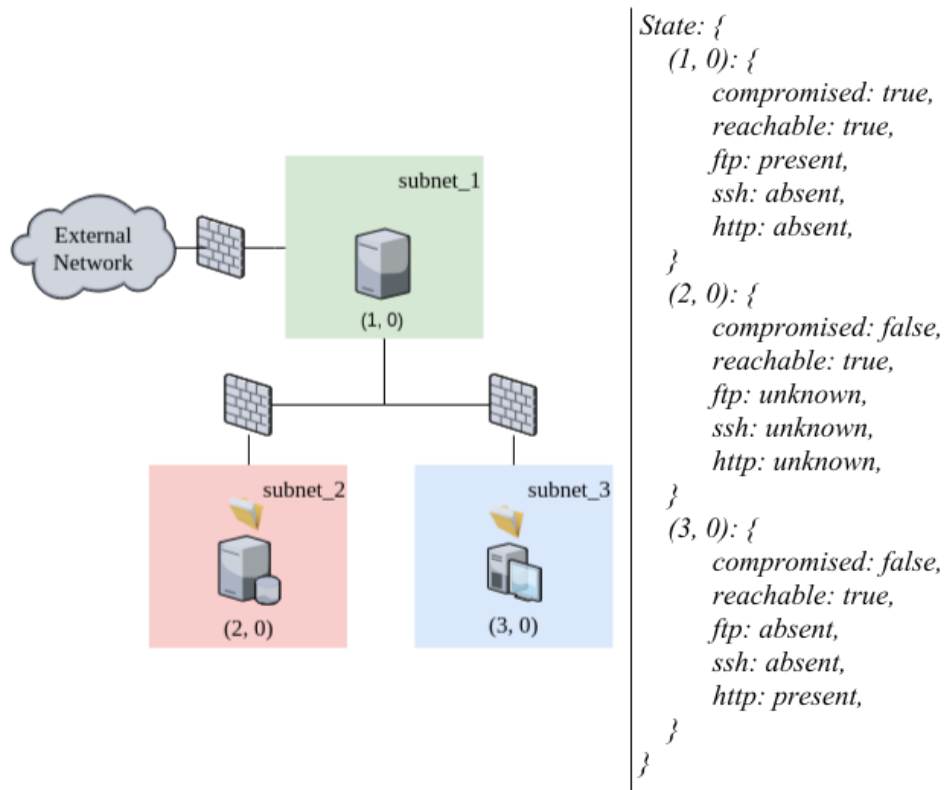 External
Network
subnet_1
(1, 0)
subnet_2
(2, 0)
subnet_3
(3, 0)
State: {
(1, 0): {
compromised: true,
reachable: true,
ftp: present,
ssh: absent,
http: absent,
}
(2, 0): {
compromised: false,
reachable: true,
ftp: unknown,
ssh: unknown,
http: unknown,
}
(3, 0): {
compromised: false,
reachable: true,
ftp: absent,
ssh: absent,
http: present,
}
}